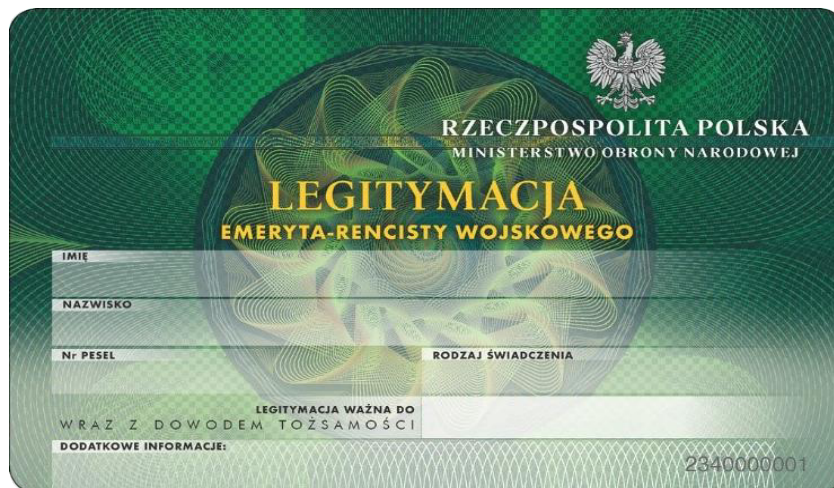 RZECZPOSPOLITA POLSKA
MINISTERSTWO OBRONY NARODOWEJ
LEGITYMACJA
EMERYTA-RENCISTY WOJSKOWEGO
IMIĘ
NAZWISKO
Nr PESEL
RODZAJ ŚWIADCZENIA
LEGITYMACJA WAŻNA DO
WRAZ Z DOWODEM TOŻSAMOŚCI
DODATKOWE INFORMACJE:
2340000001